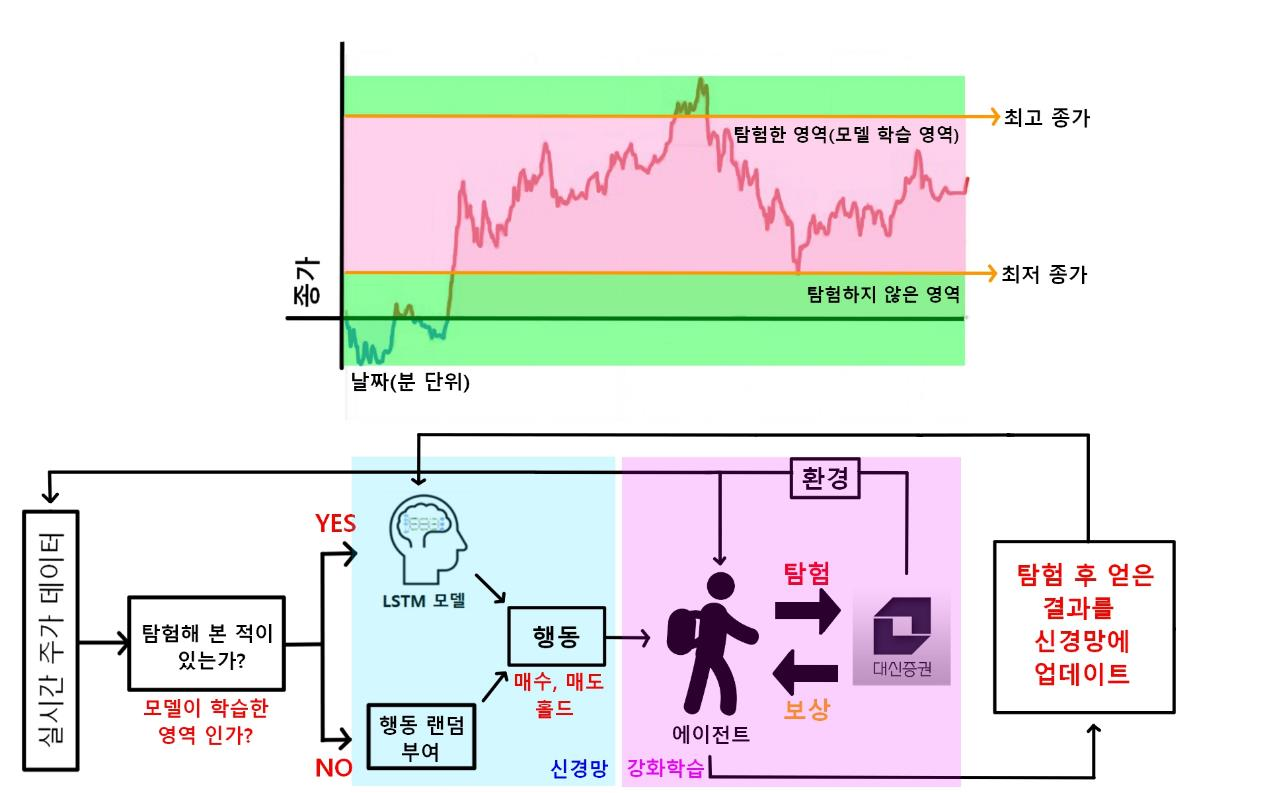 최고 종가
탐험한 영역(모델 학습 영역)
종가
최저 종가
탐험하지 않은 영역
날짜(분 단위)
환경
실시간 주가 데이터
YES
LSTM 모델
탐험해 본 적이
있는가?
모델이 학습한
영역 인가?
NO
행동 랜덤
부여
행동
매수, 매도
홀드
신경망
탐험
보상
에이전트
대신증권
강화학습
탐험 후 얻은
결과를
신경망에
업데이트